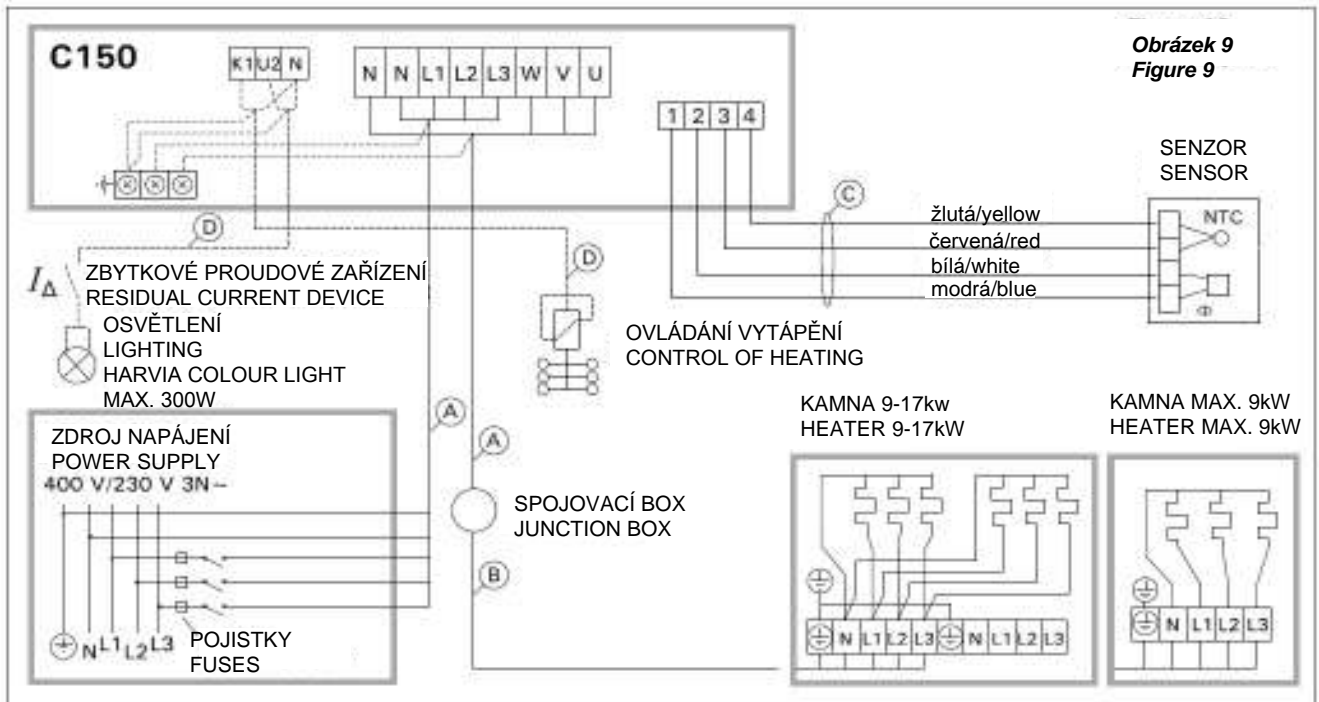 C150
K1 U2 N
N N L1 L2 L3 W V U
1 2 3 4
Obrázek 9
Figure 9
SENZOR
SENSOR
NTC
C
žlutá/yellow
červená/red
bílá/white
modrá/blue
D
I∆
ZBYTKOVÉ PROUDOVÉ ZAŘÍZENÍ
RESIDUAL CURRENT DEVICE
OSVĚTLENÍ
LIGHTING
HARVIA COLOUR LIGHT
MAX. 300W
D
OVLÁDÁNÍ VYTÁPĚNÍ
CONTROL OF HEATING
A
A
ZDROJ NAPÁJENÍ
POWER SUPPLY
400 V/230 V 3N~
N L1 L2 L3
POJISTKY
FUSES
SPOJOVACÍ BOX
JUNCTION BOX
B
KAMNA 9-17kw
HEATER 9-17kW
N L1 L2 L3 N L1 L2 L3
KAMNA MAX. 9kW
HEATER MAX. 9kW
N L1 L2 L3